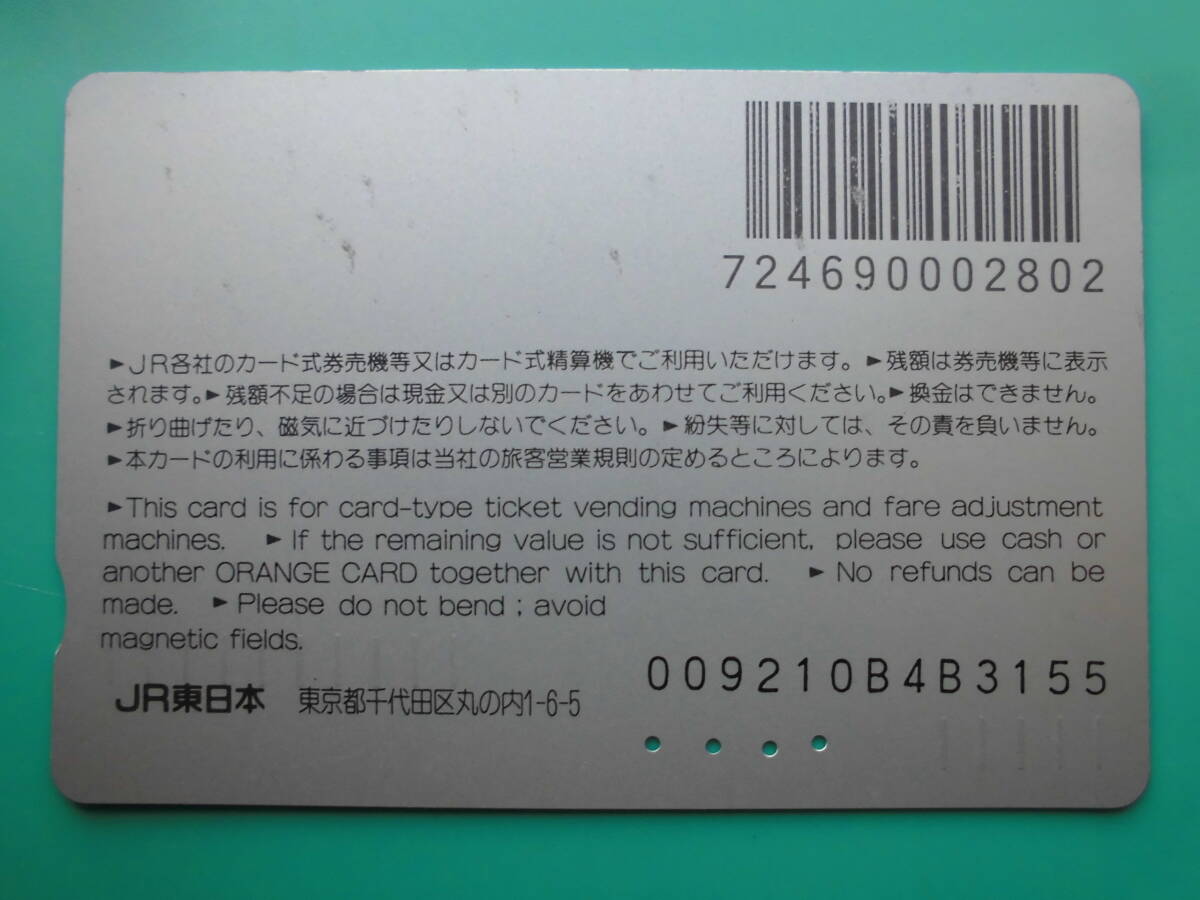 724690002802
►JR各社のカード式券売機等又はカード式精算機でご利用いただけます。►残額は券売機等に表示
されます。►残額不足の場合は現金又は別のカードをあわせてご利用ください。►換金はできません。
►折り曲げたり、磁気に近づけたりしないでください。►紛失等に対しては、その責を負いません。
►本カードの利用に係わる事項は当社の旅客営業規則の定めるところによります。
►This card is for card-type ticket vending machines and fare adjustment
machines. ►If the remaining value is not sufficient, please use cash or
another ORANGE CARD together with this card. ►No refunds can be
made. ►Please do not bend ; avoid
magnetic fields.
009210B4B3155
JR東日本 東京都千代田区丸の内1-6-5